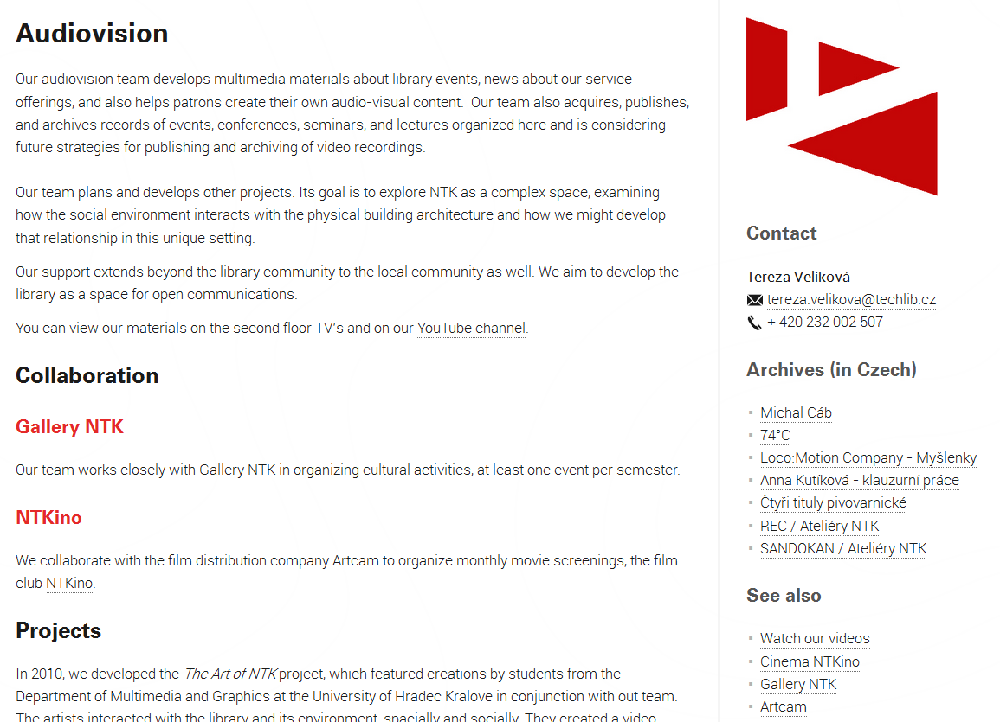 Audiovision
Our audiovision team develops multimedia materials about library events, news about our service
offerings, and also helps patrons create their own audio-visual content.  Our team also acquires, publishes,
and archives records of events, conferences, seminars, and lectures organized here and is considering
future strategies for publishing and archiving of video recordings.
Our team plans and develops other projects. Its goal is to explore NTK as a complex space, examining
how the social environment interacts with the physical building architecture and how we might develop
that relationship in this unique setting.
Our support extends beyond the library community to the local community as well. We aim to develop the
library as a space for open communications.
You can view our materials on the second floor TV's and on our YouTube channel.
Collaboration
Gallery NTK
Our team works closely with Gallery NTK in organizing cultural activities, at least one event per semester.
NTKino
We collaborate with the film distribution company Artcam to organize monthly movie screenings, the film
club NTKino.
Projects
In 2010, we developed the The Art of NTK project, which featured creations by students from the
Department of Multimedia and Graphics at the University of Hradec Kralove in conjunction with out team.
The artists interacted with the library and its environment, spacially and socially. They created a video
Contact
Tereza Velíková
tereza.velikova@techlib.cz
+ 420 232 002 507
Archives (in Czech)
Michal Cáb
74°C
Loco:Motion Company - Myšlenky
Anna Kutíková - klauzurní práce
Čtyři tituly pivovarnické
REC / Ateliéry NTK
SANDOKAN / Ateliéry NTK
See also
Watch our videos
Cinema NTKino
Gallery NTK
Artcam